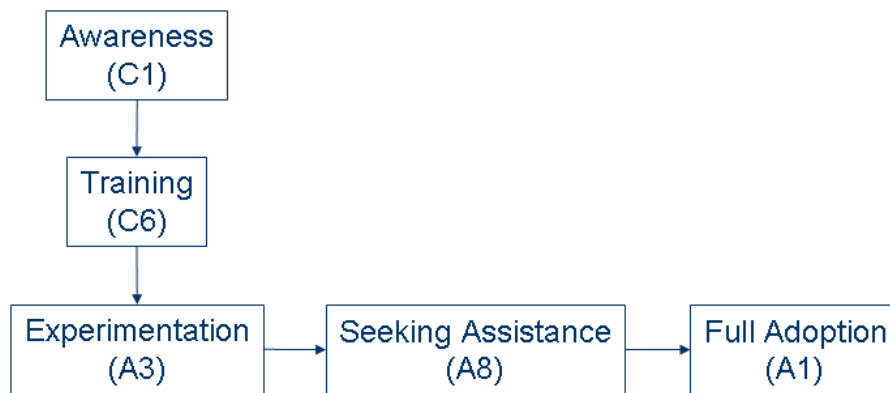 Awareness
(C1)
Training
(C6)
Experimentation
(A3)
Seeking Assistance
(A8)
Full Adoption
(A1)